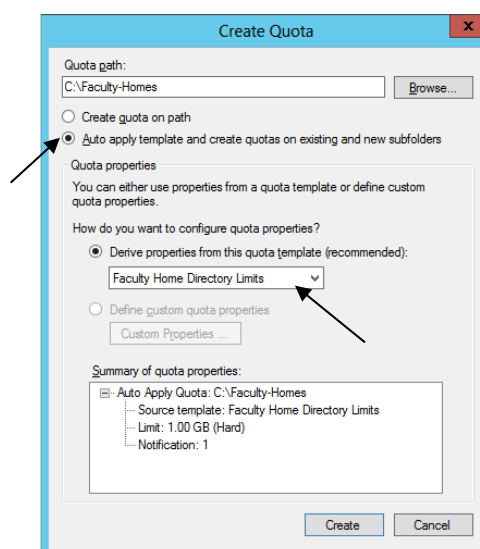 Create Quota
x
Quota path:
C:\Faculty-Homes
Browse...
Create quota on path
Auto apply template and create quotas on existing and new subfolders
Quota properties
You can either use properties from a quota template or define custom
quota properties.
How do you want to configure quota properties?
Derive properties from this quota template (recommended):
Faculty Home Directory Limits
Define custom quota properties
Custom Properties ...
Summary of quota properties:
Auto Apply Quota: C:\Faculty-Homes
Source template: Faculty Home Directory Limits
Limit: 1.00 GB (Hard)
Notification: 1
Create
Cancel